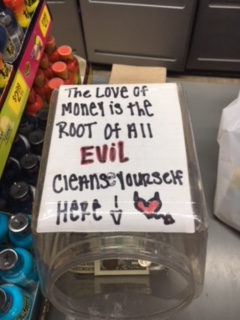 The Love of
Money is the
ROOT Of All
EVIL
Cleanse Yourself
Here